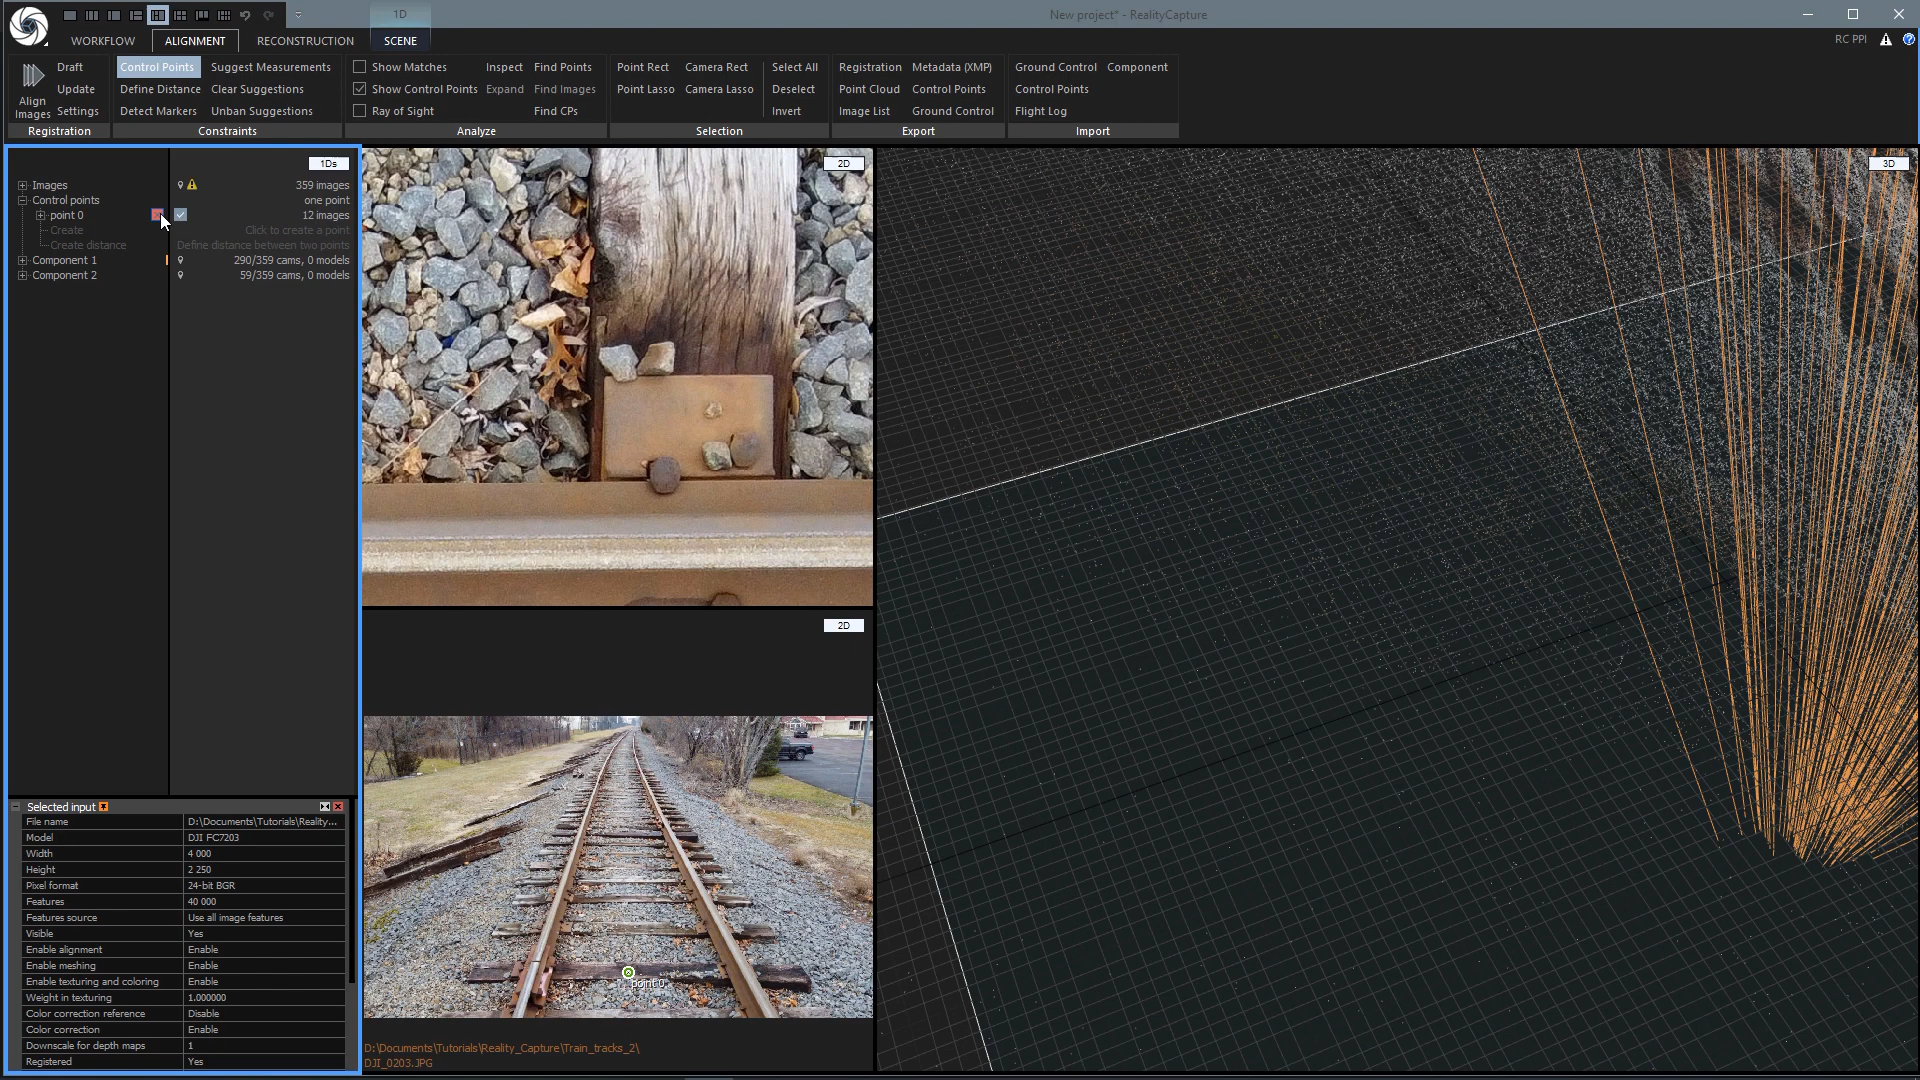 1D
New project* - RealityCapture
WORKFLOW
ALIGNMENT
RECONSTRUCTION
SCENE
RC PPI
Align Images
Draft
Update
Settings
Registration
Control Points
Define Distance
Detect Markers
Suggest Measurements
Clear Suggestions
Unban Suggestions
Constraints
Show Matches
Show Control Points
Ray of Sight
Inspect
Expand
Find Points
Find Images
Find CPs
Analyze
Point Rect
Point Lasso
Camera Rect
Camera Lasso
Select All
Deselect
Invert
Selection
Registration
Point Cloud
Image List
Metadata (XMP)
Control Points
Ground Control
Export
Ground Control
Control Points
Flight Log
Component
Import
1Ds
Images 359 images
Control points one point
point 0 12 images
Create Click to create a point
Create distance Define distance between two points
Component 1 290/359 cams, 0 models
Component 2 59/359 cams, 0 models
2D
2D
3D
point 0
D:\Documents\Tutorials\Reality_Capture\Train_tracks_2\
DJI_0203.JPG
Selected input
File name D:\Documents\Tutorials\Reality...
Model DJI FC7203
Width 4 000
Height 2 250
Pixel format 24-bit BGR
Features 40 000
Features source Use all image features
Visible Yes
Enable alignment Enable
Enable meshing Enable
Enable texturing and coloring Enable
Weight in texturing 1.000000
Color correction reference Disable
Color correction Enable
Downscale for depth maps 1
Registered Yes